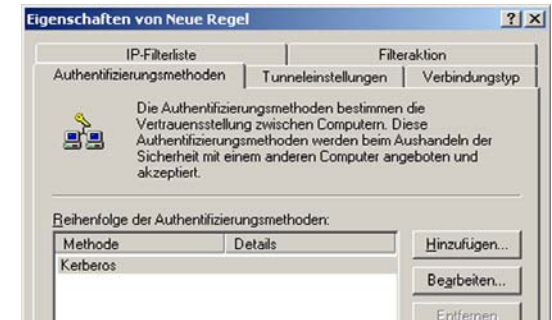 Eigenschaften von Neue Regel
IP-Filterliste Filteraktion
Authentifizierungsmethoden Tunneleinstellungen Verbindungstyp
Die Authentifizierungsmethoden bestimmen die
Vertrauensstellung zwischen Computern. Diese
Authentifizierungsmethoden werden beim Aushandeln der
Sicherheit mit einem anderen Computer angeboten und
akzeptiert.
Reihenfolge der Authentifizierungsmethoden:
Methode Details
Hinzufügen...
Kerberos
Bearbeiten...
Entfernen